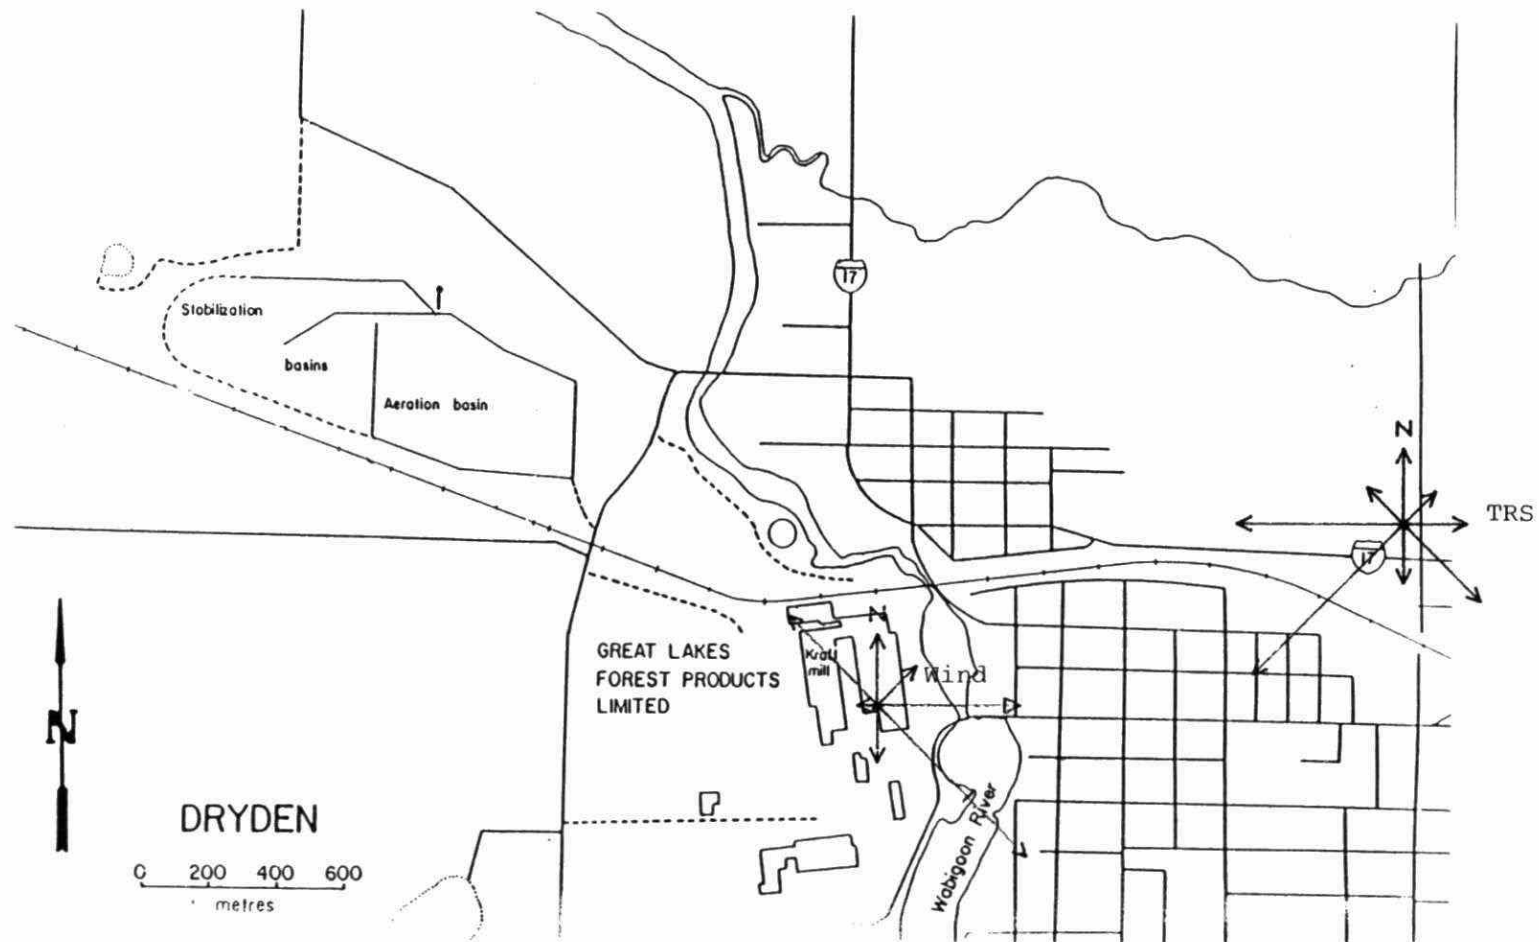 17
Stabilization
basins
Aeration basin
N
TRS
17
N
Kraft
mill
Wind
GREAT LAKES
FOREST PRODUCTS
LIMITED
N
DRYDEN
Wabigoon River
0 200 400 600
metres